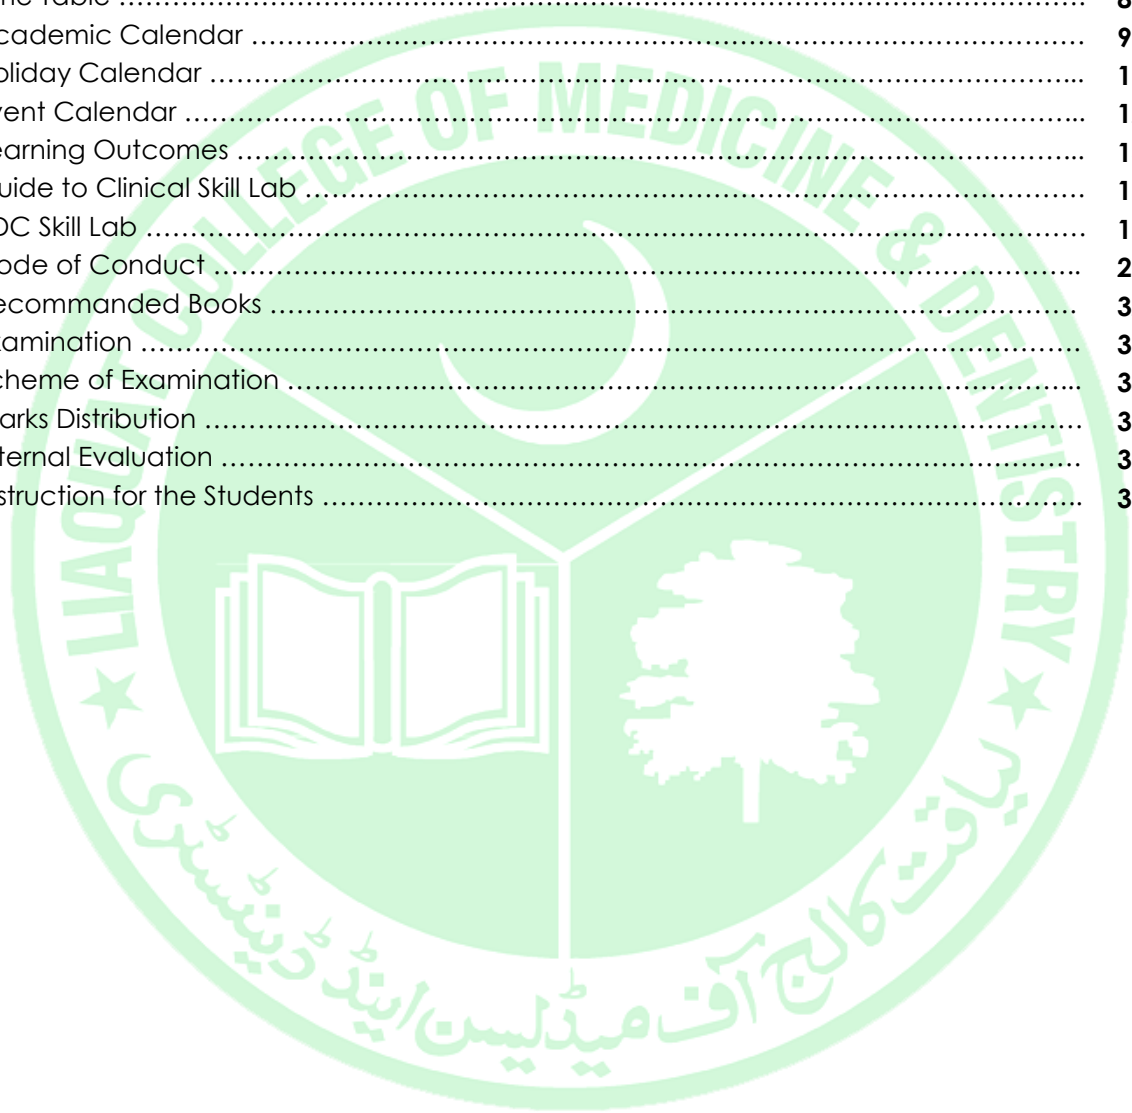 ne Table ........................................................ 8
cademic Calendar ........................................................ 9
oliday Calendar ........................................................ 1
vent Calendar ........................................................ 1
earning Outcomes ........................................................ 1
uide to Clinical Skill Lab ........................................................ 1
OC Skill Lab ........................................................ 1
ode of Conduct ........................................................ 2
ecommanded Books ........................................................ 3
xamination ........................................................ 3
cheme of Examination ........................................................ 3
arks Distribution ........................................................ 3
ternal Evaluation ........................................................ 3
struction for the Students ........................................................ 3
LIAQUAT COLLEGE OF MEDICINE & DENTISTRY
لیاقت کالج آف میڈیسن اینڈ ڈینٹسٹری